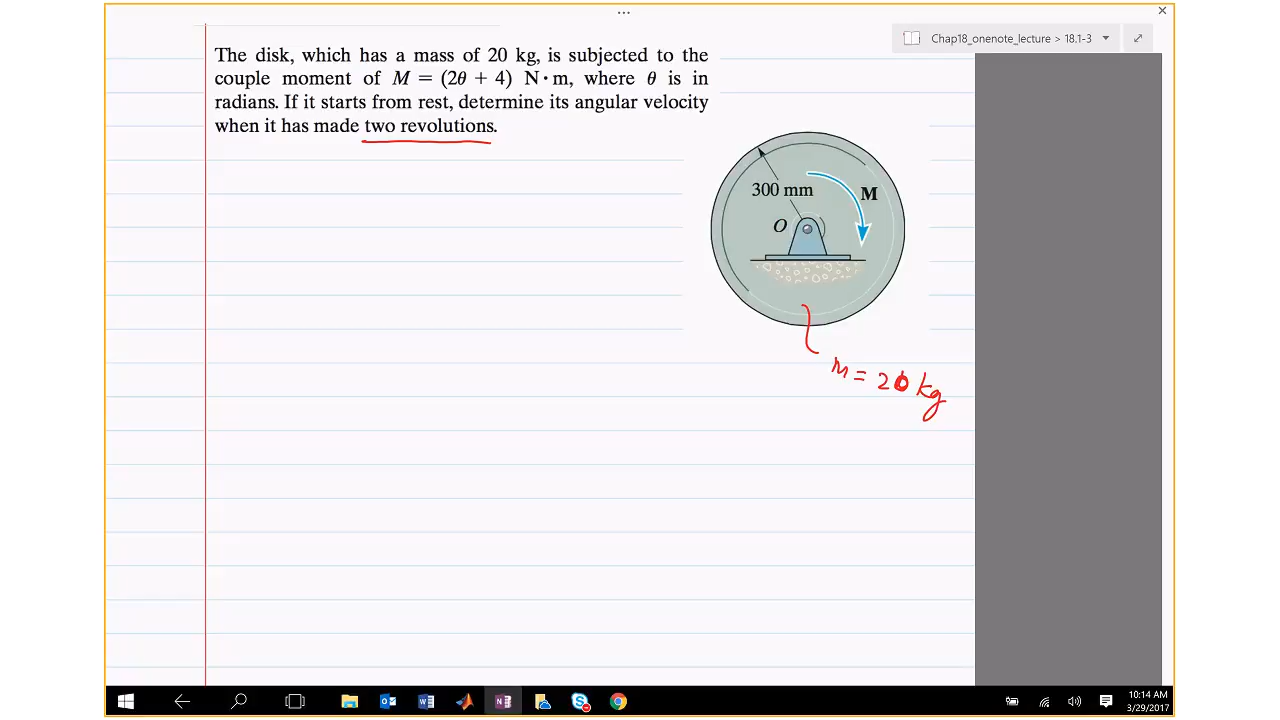 ...
Chap18_onenote_lecture > 18.1-3
The disk, which has a mass of 20 kg, is subjected to the
couple moment of M = (2θ + 4) N·m, where θ is in
radians. If it starts from rest, determine its angular velocity
when it has made two revolutions.
300 mm
M
O
m = 20 kg
10:14 AM
3/29/2017